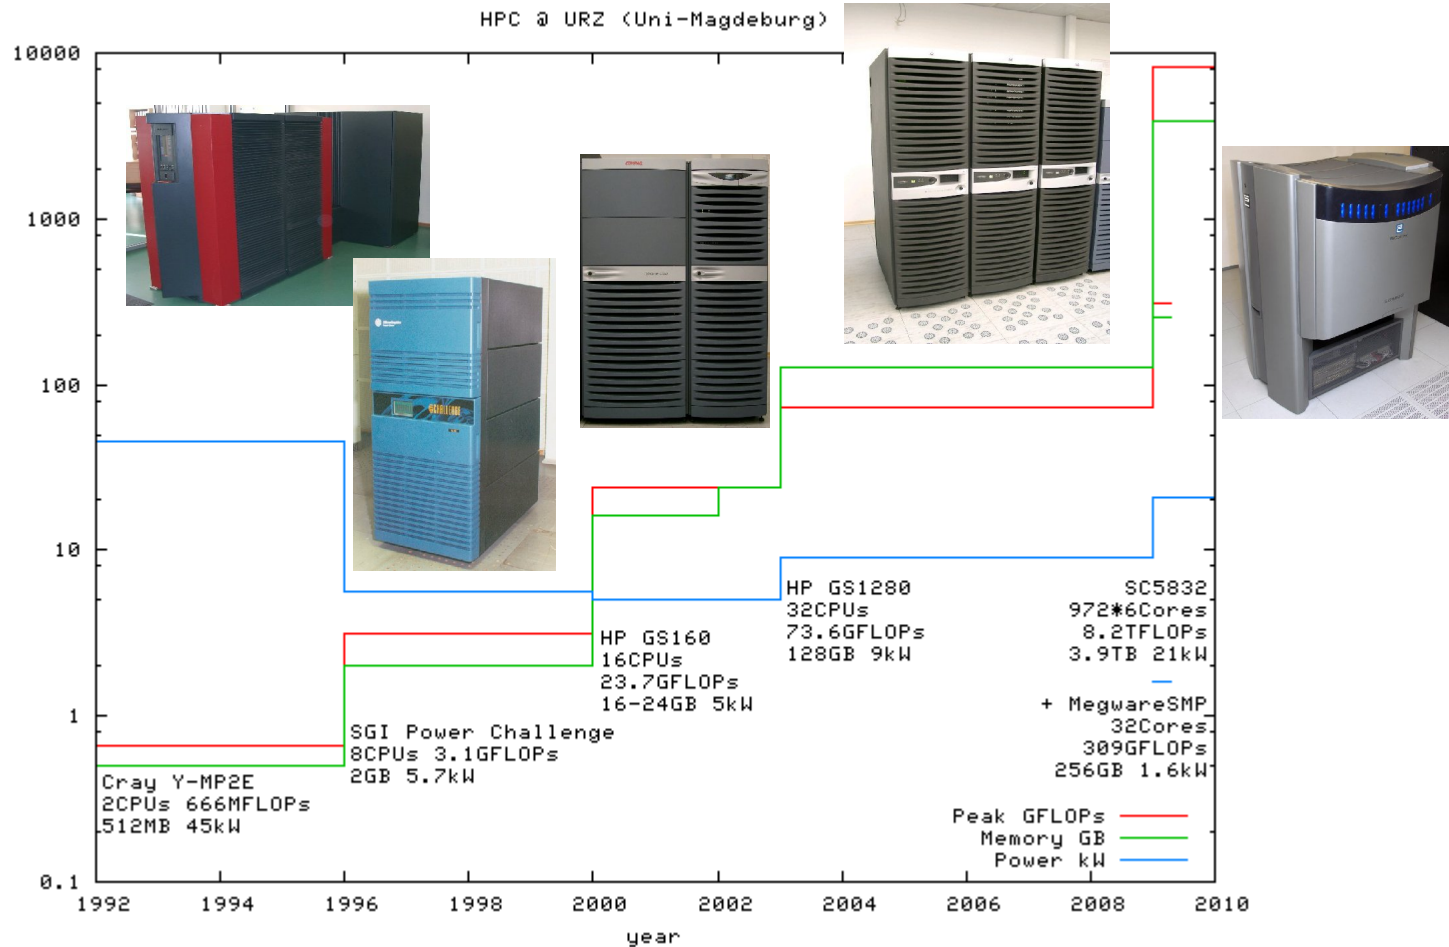 HPC @ URZ (Uni-Magdeburg)
10000
1000
100
10
1
0.1
COMPAQ
CHALLENGE
HP GS1280
32CPUs
73.6GFLOPs
128GB 9kW
SC5832
972*6Cores
8.2TFLOPs
3.9TB 21kW
HP GS160
16CPUs
23.7GFLOPs
16-24GB 5kW
+ MegwareSMP
32Cores
309GFLOPs
256GB 1.6kW
SGI Power Challenge
8CPUs 3.1GFLOPs
2GB 5.7kW
Cray Y-MP2E
2CPUs 666MFLOPs
512MB 45kW
Peak GFLOPs
Memory GB
Power kW
1992 1994 1996 1998 2000 2002 2004 2006 2008 2010
year